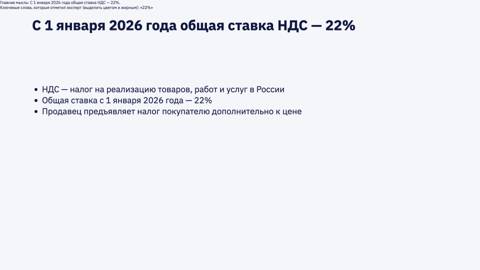 Главная мысль: С 1 января 2026 года общая ставка НДС — 22%.
Ключевые слова, которые отметил эксперт (выделить цветом и жирным): «22%»
С 1 января 2026 года общая ставка НДС — 22%
• НДС — налог на реализацию товаров, работ и услуг в России
• Общая ставка с 1 января 2026 года — 22%
• Продавец предъявляет налог покупателю дополнительно к цене